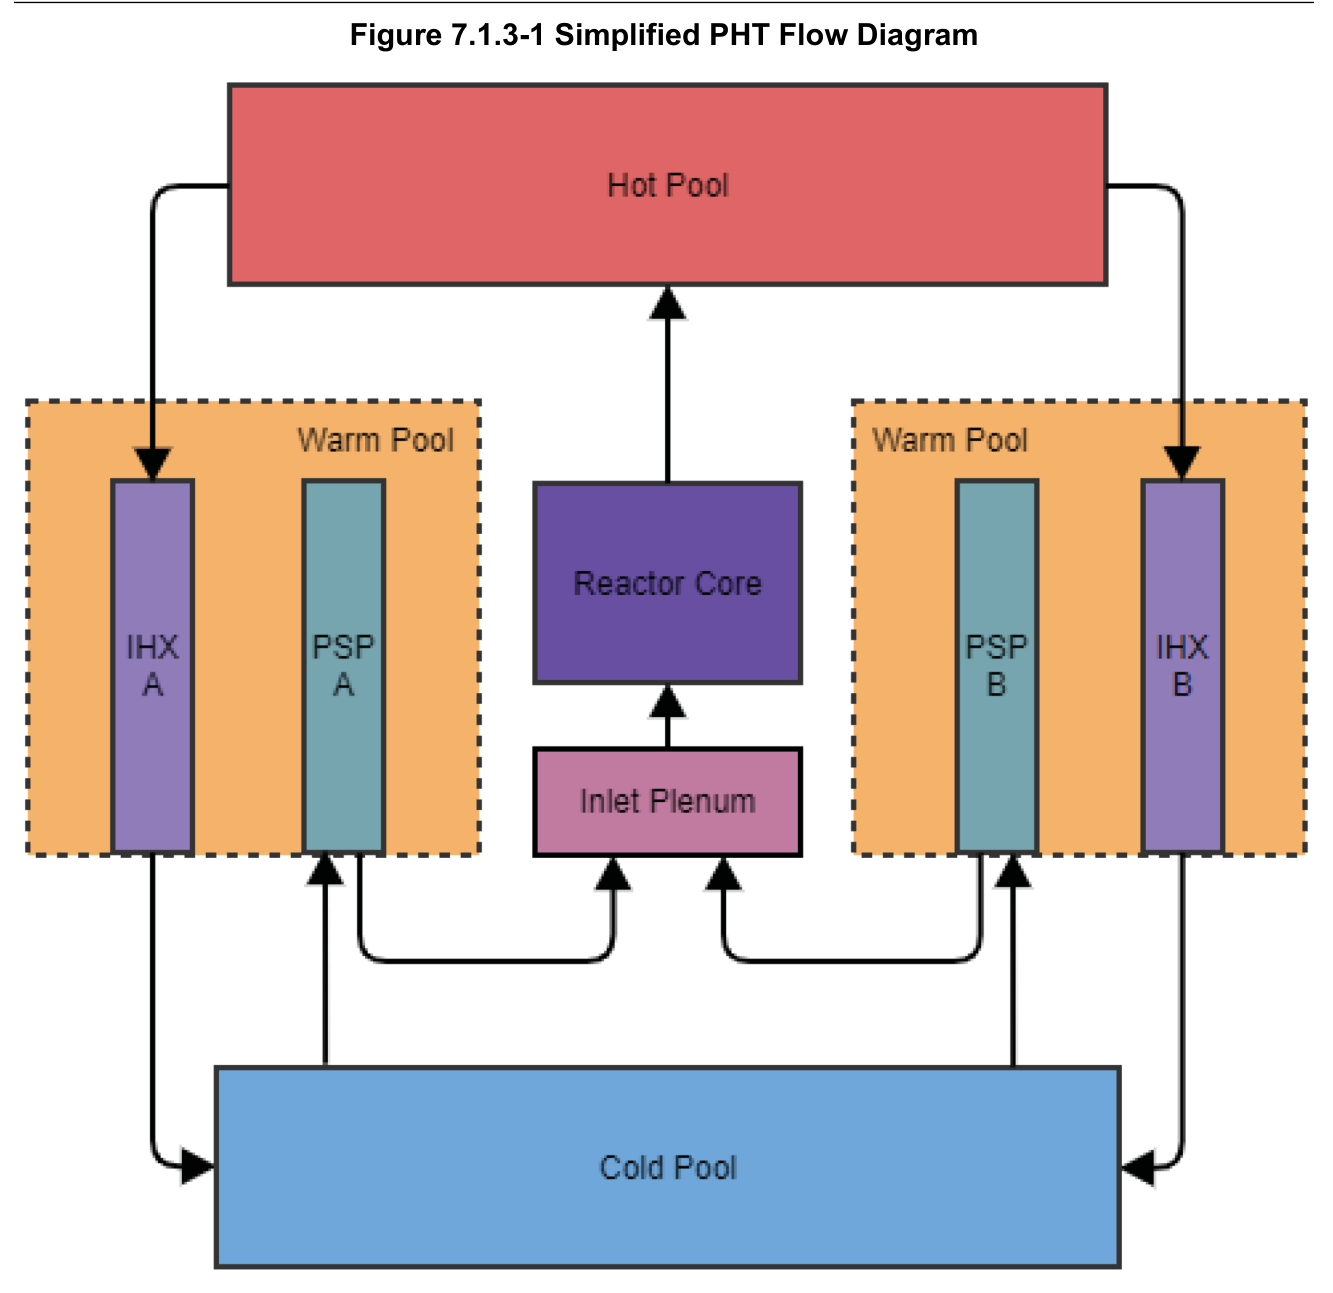 Figure 7.1.3-1 Simplified PHT Flow Diagram
Hot Pool
Warm Pool
Warm Pool
IHX
A
PSP
A
Reactor Core
PSP
B
IHX
B
Inlet Plenum
Cold Pool